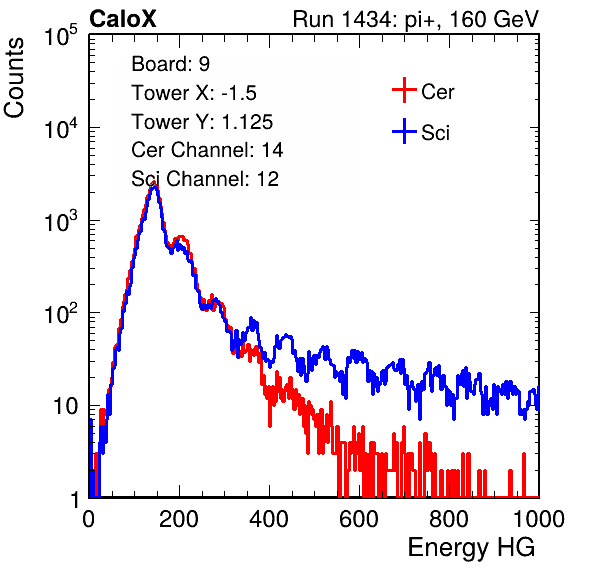 CaloX Run 1434: pi+, 160 GeV
Counts
Board: 9
Tower X: -1.5
Tower Y: 1.125
Cer Channel: 14
Sci Channel: 12
Cer
Sci
10^5
10^4
10^3
10^2
10
1
0 200 400 600 800 1000
Energy HG